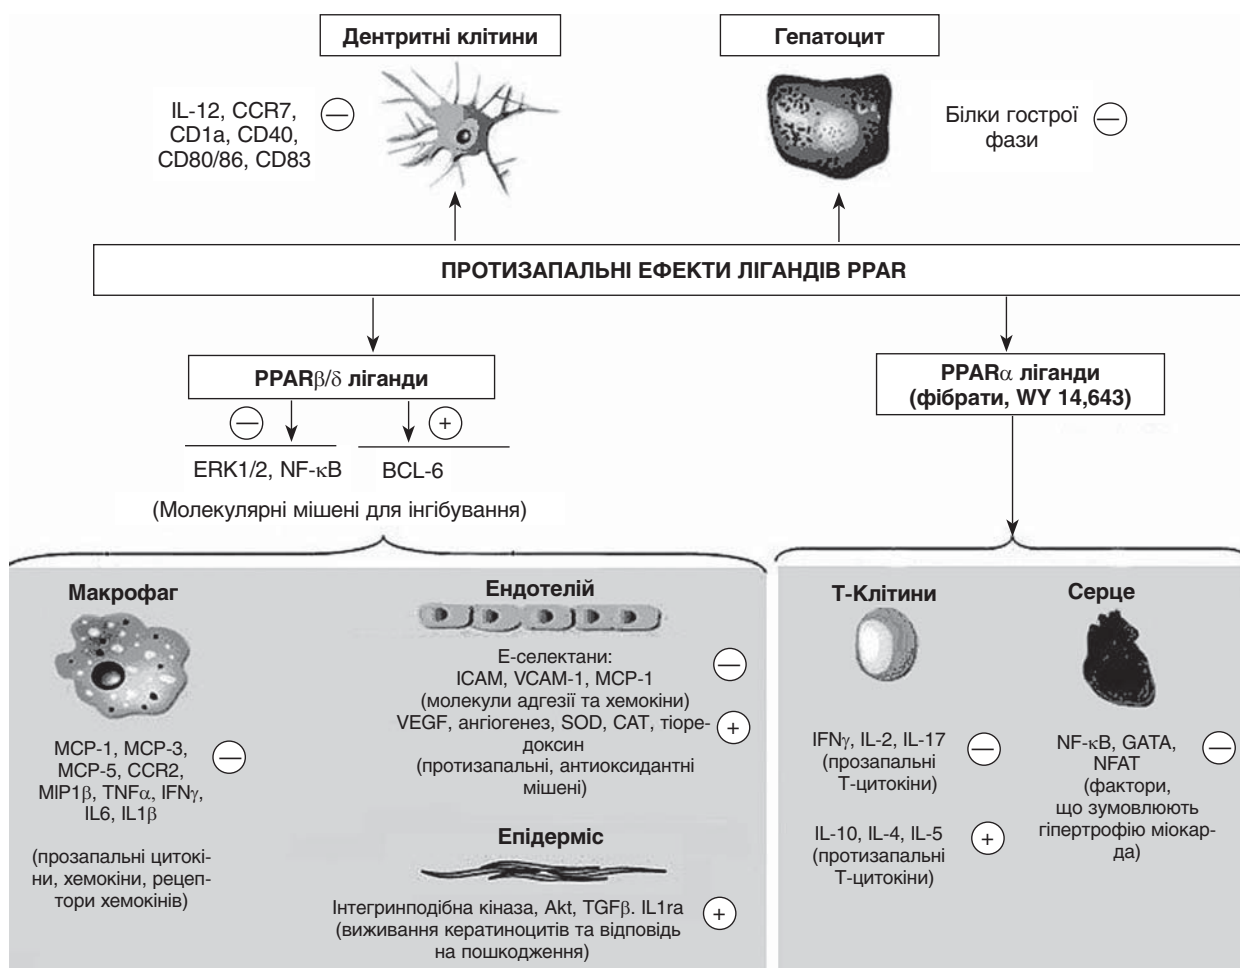 Дентритні клітини
Гепатоцит
IL-12, CCR7,
CD1a, CD40,
CD80/86, CD83
—
Білки гострої
фази
—
ПРОТИЗАПАЛЬНІ ЕФЕКТИ ЛІГАНДІВ PPAR
PPARβ/δ ліганди
— +
ERK1/2, NF-κB BCL-6
(Молекулярні мішені для інгібування)
PPARα ліганди
(фібрати, WY 14,643)
Макрофаг
MCP-1, MCP-3,
MCP-5, CCR2,
MIP1β, TNFα, IFNγ,
IL6, IL1β
—
(прозапальні цитокі-
ни, хемокіни, рецеп-
тори хемокінів)
Ендотелій
Е-селектани:
ICAM, VCAM-1, MCP-1
(молекули адгезії та хемокіни)
—
VEGF, ангіогенез, SOD, CAT, тіоре-
доксин
(протизапальні, антиоксидантні
мішені)
+
Епідерміс
Інтегринподібна кіназа, Akt, TGFβ. IL1ra
(виживання кератиноцитів та відповідь
на пошкодження)
+
Т-Клітини
IFNγ, IL-2, IL-17
(прозапальні
Т-цитокіни)
—
IL-10, IL-4, IL-5
(протизапальні
Т-цитокіни)
+
Серце
NF-κB, GATA,
NFAT
(фактори,
що зумовлюють
гіпертрофію міокар-
да)
—